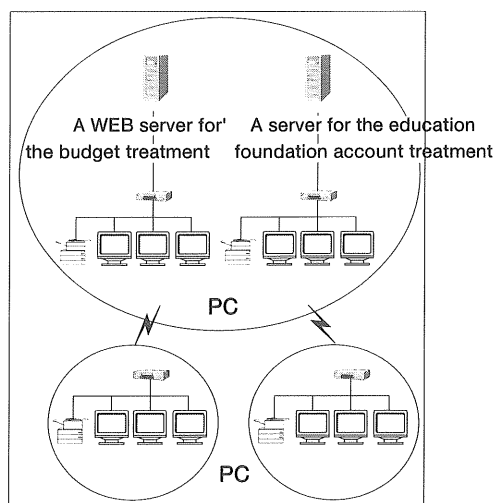 A WEB server for'
the budget treatment
A server for the education
foundation account treatment
PC
PC